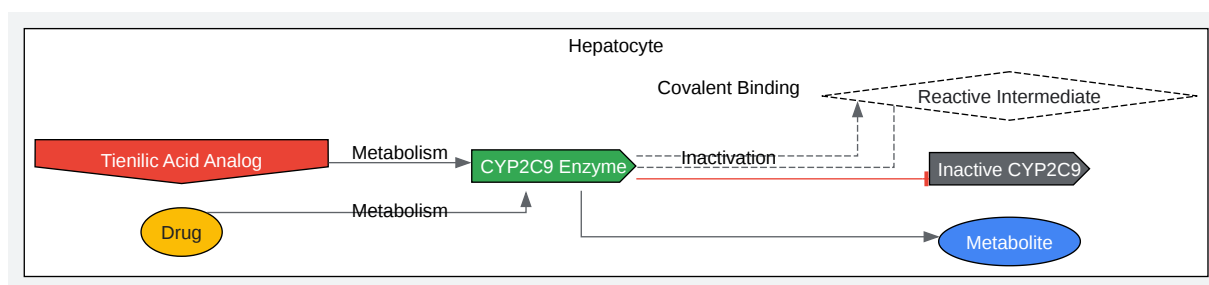 Hepatocyte
Covalent Binding
Reactive Intermediate
Metabolism
Tienilic Acid Analog
Inactivation
CYP2C9 Enzyme
Inactive CYP2C9
Metabolism
Drug
Metabolite